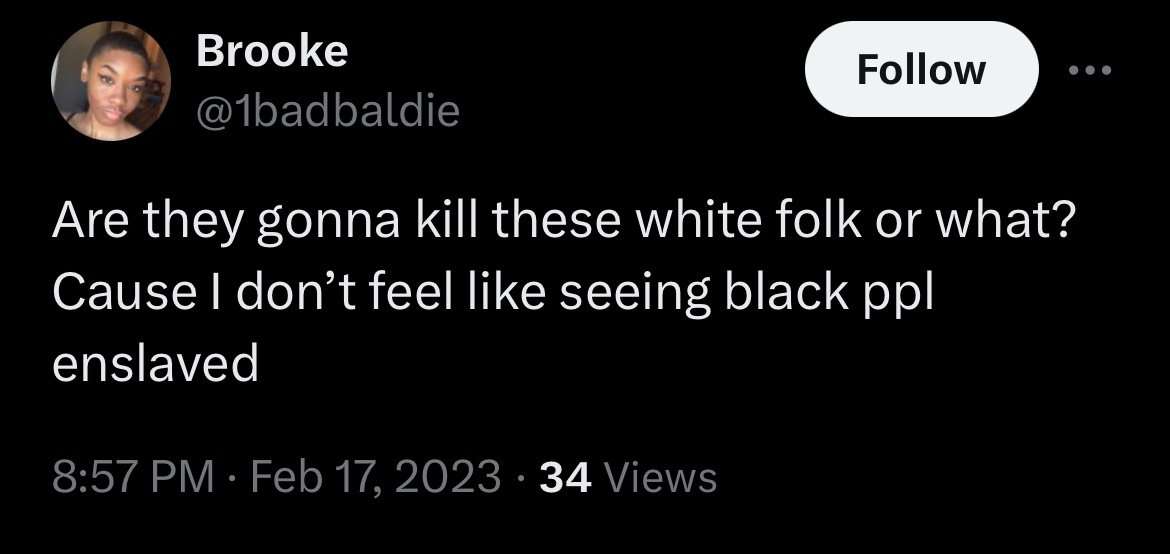 Brooke
Follow
@1badbaldie
Are they gonna kill these white folk or what?
Cause I don’t feel like seeing black ppl
enslaved
8:57 PM · Feb 17, 2023 · 34 Views